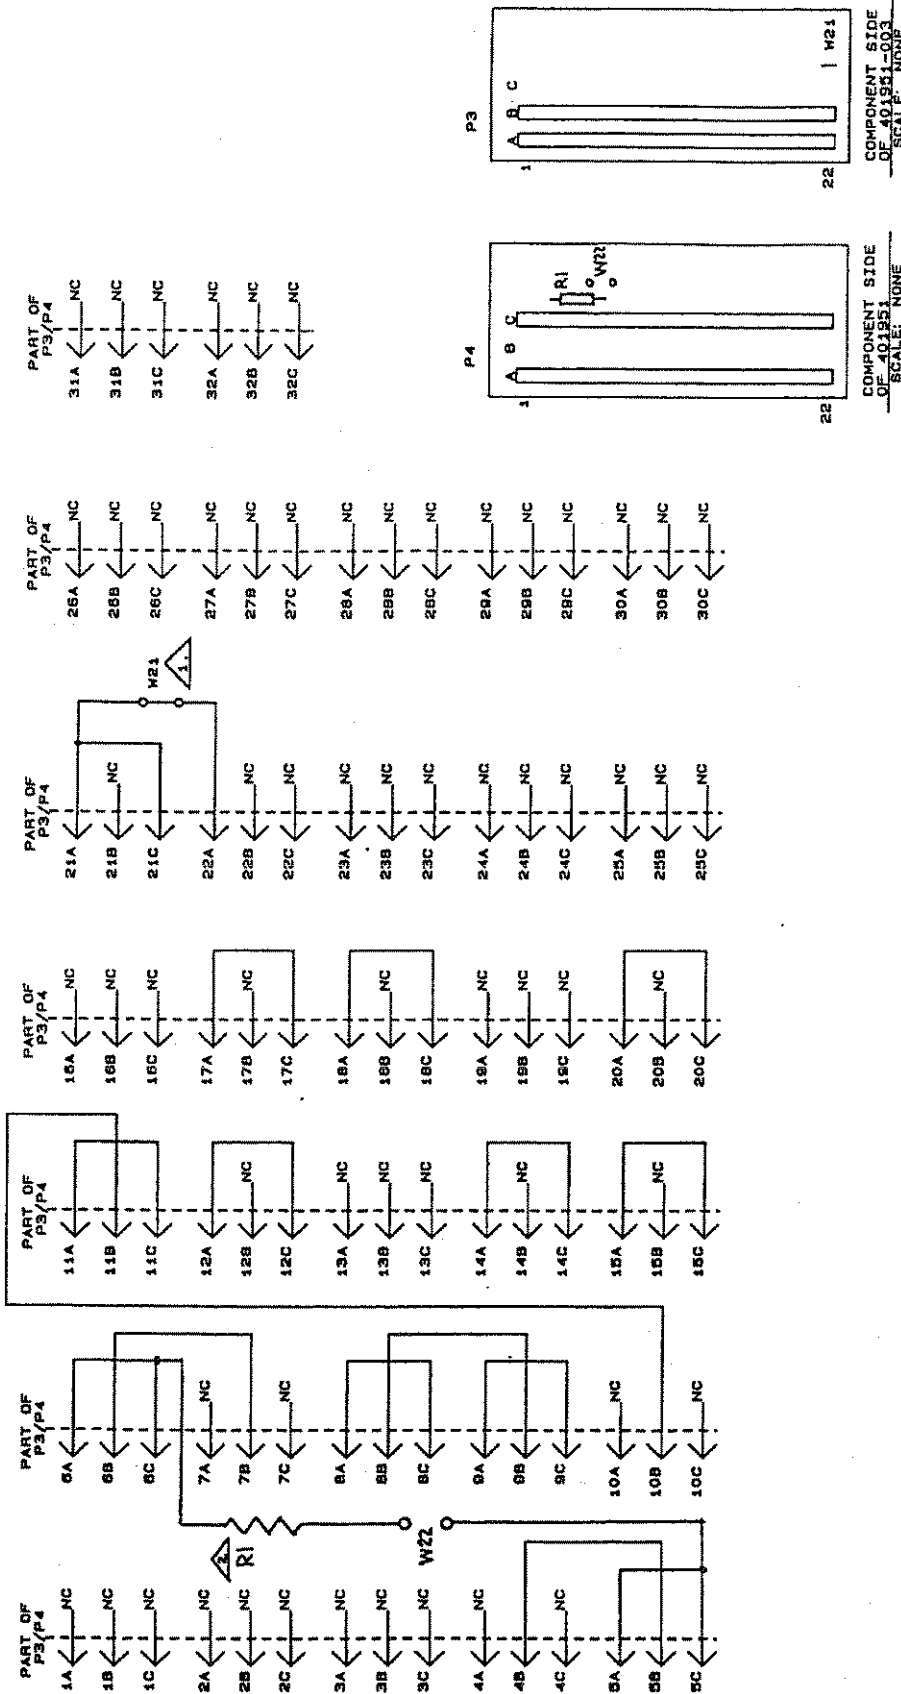 PART OF
P3/P4
1A NC
1B NC
1C NC
2A NC
2B NC
2C NC
3A NC
3B NC
3C NC
4A NC
4B
4C NC
5A
5B
5C
2.
R1
W22
PART OF
P3/P4
6A
6B
6C
7A NC
7B
7C NC
8A
8B
8C
9A
9B
9C
10A NC
10B
10C NC
PART OF
P3/P4
11A
11B
11C
12A
12B NC
12C
13A NC
13B NC
13C NC
14A
14B NC
14C
15A
15B NC
15C
PART OF
P3/P4
16A NC
16B NC
16C NC
17A
17B NC
17C
18A
18B NC
18C
19A NC
19B NC
19C NC
20A
20B NC
20C
PART OF
P3/P4
21A
21B NC
21C
22A
22B NC
22C NC
23A NC
23B NC
23C NC
24A NC
24B NC
24C NC
25A NC
25B NC
25C NC
W21
1.
PART OF
P3/P4
26A NC
26B NC
26C NC
27A NC
27B NC
27C NC
28A NC
28B NC
28C NC
29A NC
29B NC
29C NC
30A NC
30B NC
30C NC
PART OF
P3/P4
31A NC
31B NC
31C NC
32A NC
32B NC
32C NC
P4
A B C
1
22
R1
W22
COMPONENT SIDE
OF 401951
SCALE: NONE
P3
A B C
1
22
W21
COMPONENT SIDE
OF 401951-003
SCALE: NONE